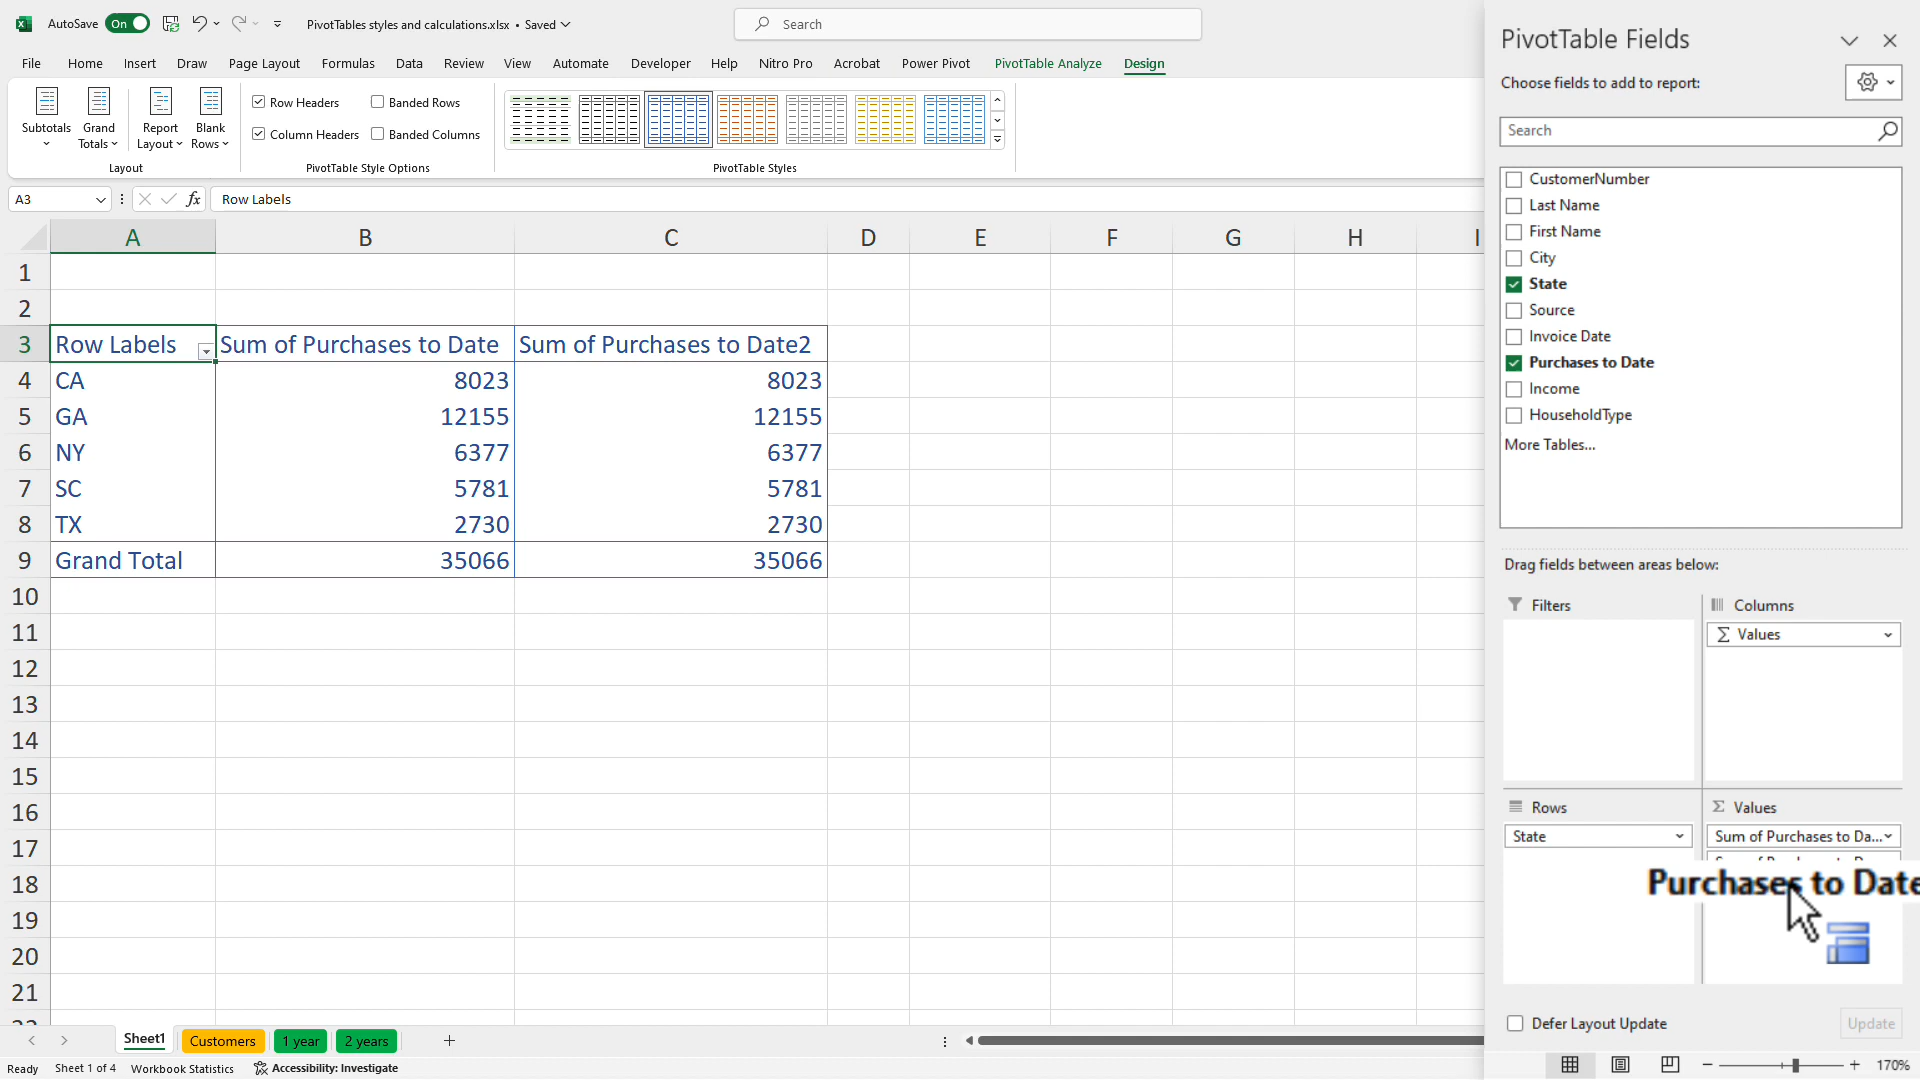 AutoSave On PivotTables styles and calculations.xlsx • Saved Search
File Home Insert Draw Page Layout Formulas Data Review View Automate Developer Help Nitro Pro Acrobat Power Pivot PivotTable Analyze Design
Subtotals Grand Totals Report Layout Blank Rows
Layout
Row Headers Banded Rows
Column Headers Banded Columns
PivotTable Style Options
PivotTable Styles
A3 fx Row Labels
A B C D E F G H I
1
2
3 Row Labels Sum of Purchases to Date Sum of Purchases to Date2
4 CA 8023 8023
5 GA 12155 12155
6 NY 6377 6377
7 SC 5781 5781
8 TX 2730 2730
9 Grand Total 35066 35066
10
11
12
13
14
15
16
17
18
19
20
21
Sheet1 Customers 1 year 2 years
Ready Sheet 1 of 4 Workbook Statistics Accessibility: Investigate
PivotTable Fields
Choose fields to add to report:
Search
CustomerNumber
Last Name
First Name
City
State
Source
Invoice Date
Purchases to Date
Income
HouseholdType
More Tables...
Drag fields between areas below:
Filters
Columns
Σ Values
Rows
State
Σ Values
Sum of Purchases to Da...
Purchases to Date
Defer Layout Update Update
170%